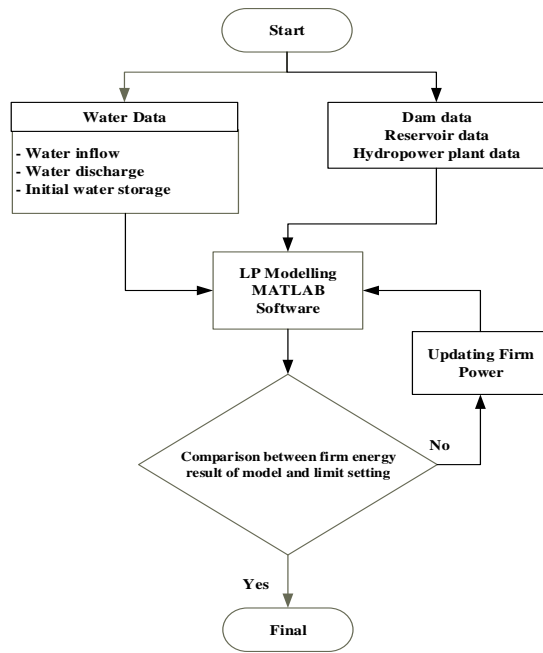 Start
Water Data
- Water inflow
- Water discharge
- Initial water storage
Dam data
Reservoir data
Hydropower plant data
LP Modelling
MATLAB
Software
Updating Firm
Power
Comparison between firm energy
result of model and limit setting
No
Yes
Final